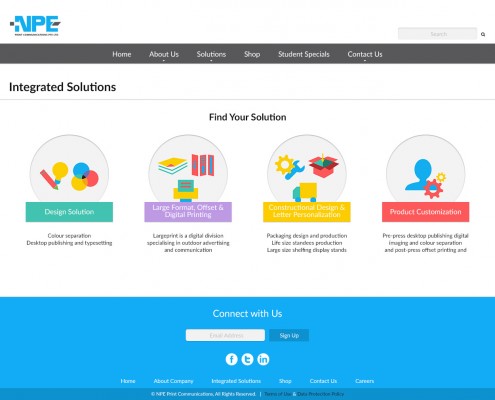 NPE
PRINT COMMUNICATIONS PTE LTD
Search
Home About Us Solutions Shop Student Specials Contact Us
Integrated Solutions
Find Your Solution
Design Solution
Colour separation
Desktop publishing and typesetting
Large Format, Offset &
Digital Printing
Largeprint is a digital division
specialising in outdoor advertising
and communication
Constructional Design &
Letter Personalization
Packaging design and production
Life size standees production
Large size shelfing display stands
Product Customization
Pre-press desktop publishing digital
imaging and colour separation
and post-press offset printing and
Connect with Us
Email Address Sign Up
Home About Company Integrated Solutions Shop Contact Us Careers
© NPE Print Communications, All Rights Reserved. | Terms of Use & Data Protection Policy